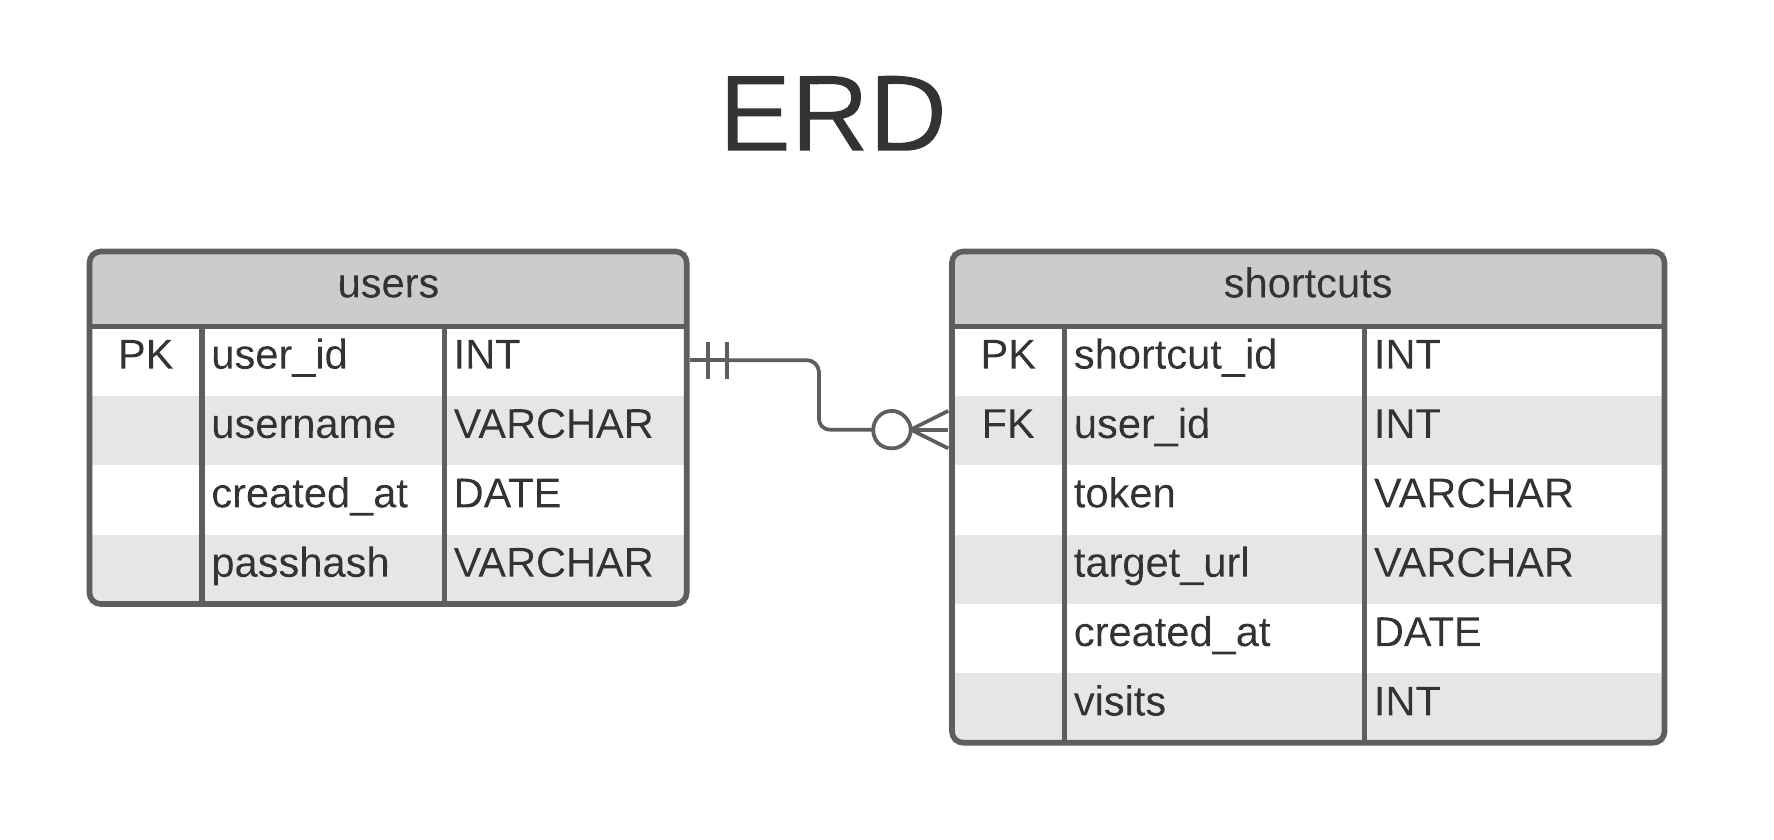 ERD
users
PK user_id INT
username VARCHAR
created_at DATE
passhash VARCHAR
shortcuts
PK shortcut_id INT
FK user_id INT
token VARCHAR
target_url VARCHAR
created_at DATE
visits INT